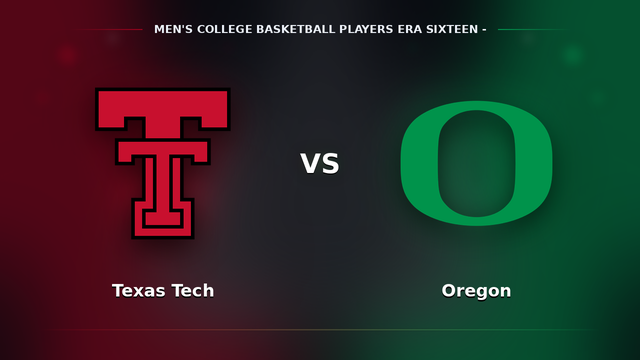 MEN'S COLLEGE BASKETBALL PLAYERS ERA SIXTEEN -
VS
Texas Tech
Oregon